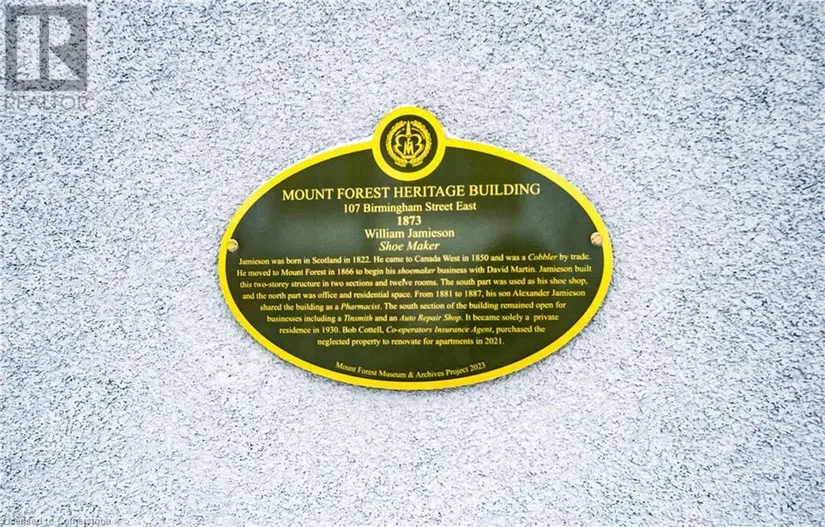 R
REALTOR®
M
MOUNT FOREST HERITAGE BUILDING
107 Birmingham Street East
1873
William Jamieson
Shoe Maker
Jamieson was born in Scotland in 1822. He came to Canada West in 1850 and was a Cobbler by trade.
He moved to Mount Forest in 1866 to begin his shoemaker business with David Martin. Jamieson built
this two-storey structure in two sections and twelve rooms. The south part was used as his shoe shop,
and the north part was office and residential space. From 1881 to 1887, his son Alexander Jamieson
shared the building as a Pharmacist. The south section of the building remained open for
businesses including a Tinsmith and an Auto Repair Shop. It became solely a private
residence in 1930. Bob Cottell, Co-operators Insurance Agent, purchased the
neglected property to renovate for apartments in 2021.
Mount Forest Museum & Archives Project 2023
Licensed to Cornerstone